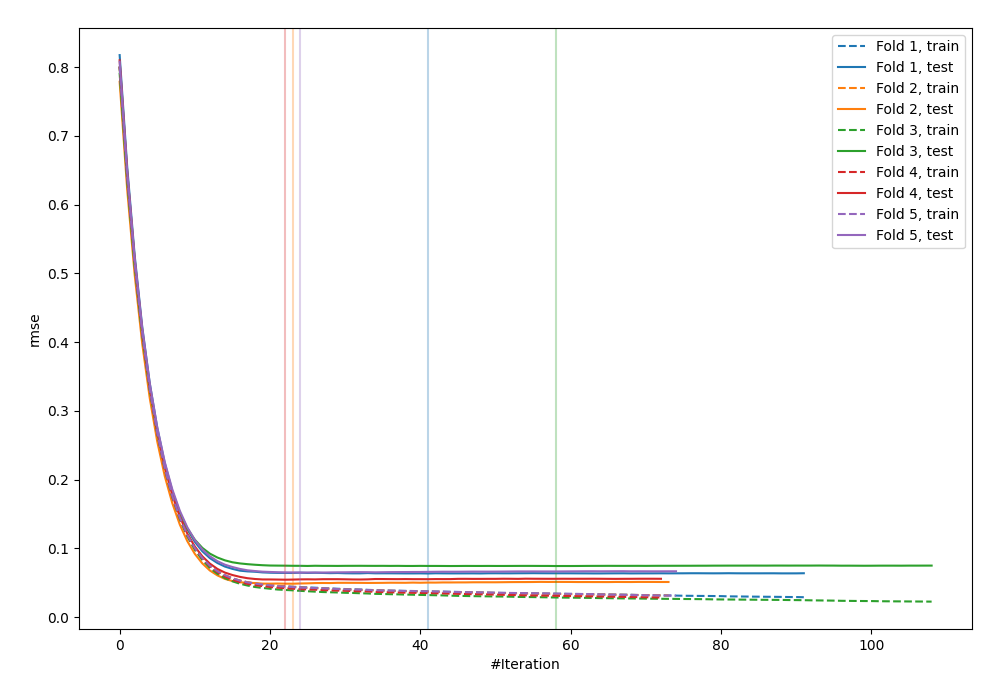 0.8
0.7
0.6
0.5
0.4
0.3
0.2
0.1
0.0
rmse
0 20 40 60 80 100
#Iteration
Fold 1, train
Fold 1, test
Fold 2, train
Fold 2, test
Fold 3, train
Fold 3, test
Fold 4, train
Fold 4, test
Fold 5, train
Fold 5, test